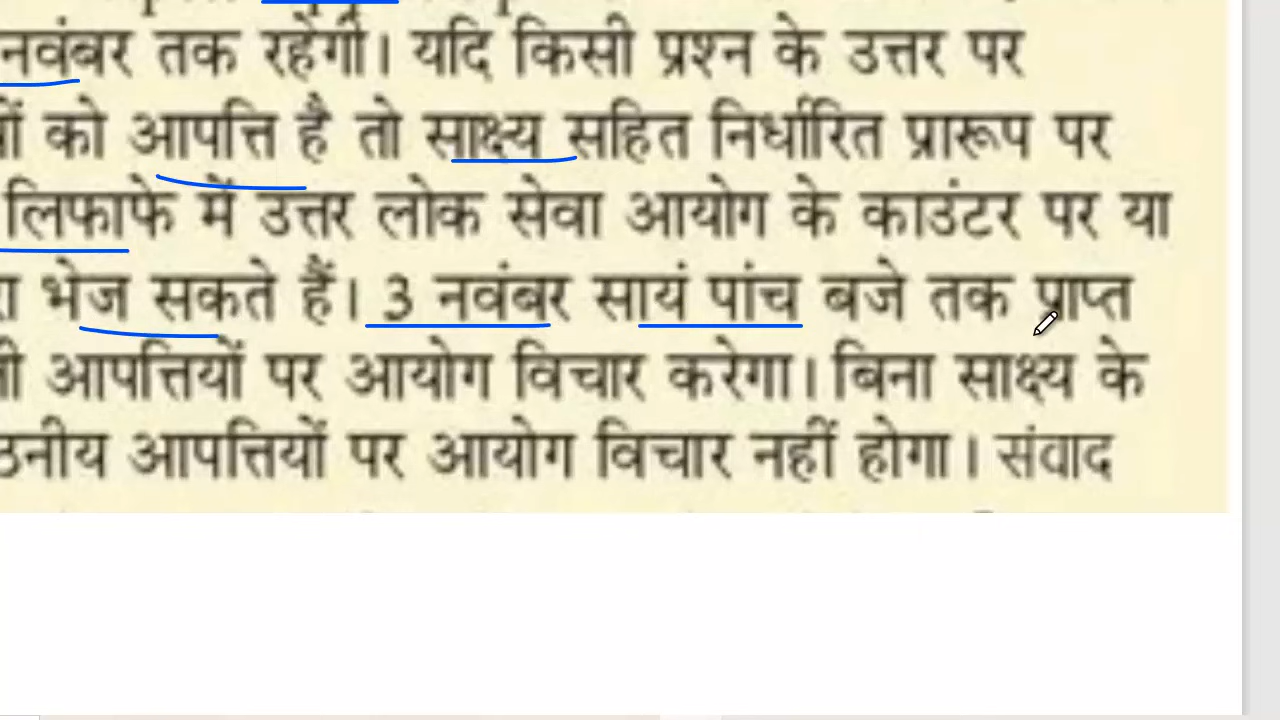 नवंबर तक रहेंगी। यदि किसी प्रश्न के उत्तर पर
को आपत्ति है तो साक्ष्य सहित निर्धारित प्रारूप पर
लिफाफे में उत्तर लोक सेवा आयोग के काउंटर पर या
भेज सकते हैं। 3 नवंबर सायं पांच बजे तक प्राप्त
आपत्तियों पर आयोग विचार करेगा। बिना साक्ष्य के
आपत्तियों पर आयोग विचार नहीं होगा। संवाद